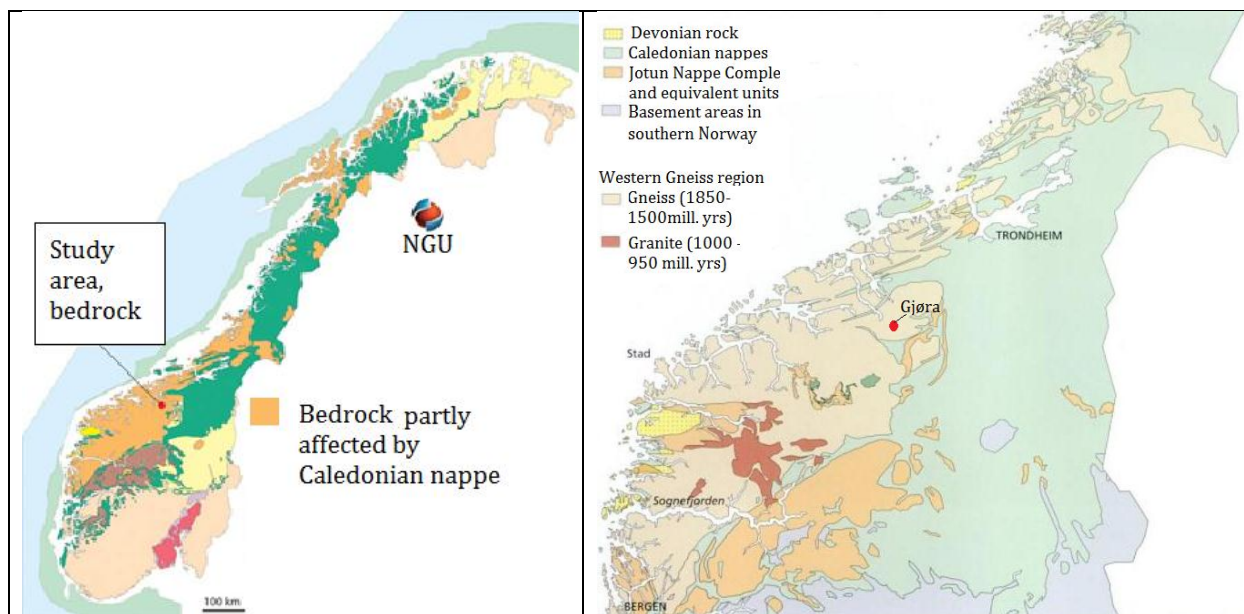 Study
area,
bedrock
NGU
Bedrock partly
affected by
Caledonian nappe
100 km
Devonian rock
Caledonian nappes
Jotun Nappe Comple
and equivalent units
Basement areas in
southern Norway
Western Gneiss region
Gneiss (1850-
1500mill. yrs)
Granite (1000 -
950 mill. yrs)
TRONDHEIM
Gjøra
Stad
Sognefjorden
BERGEN